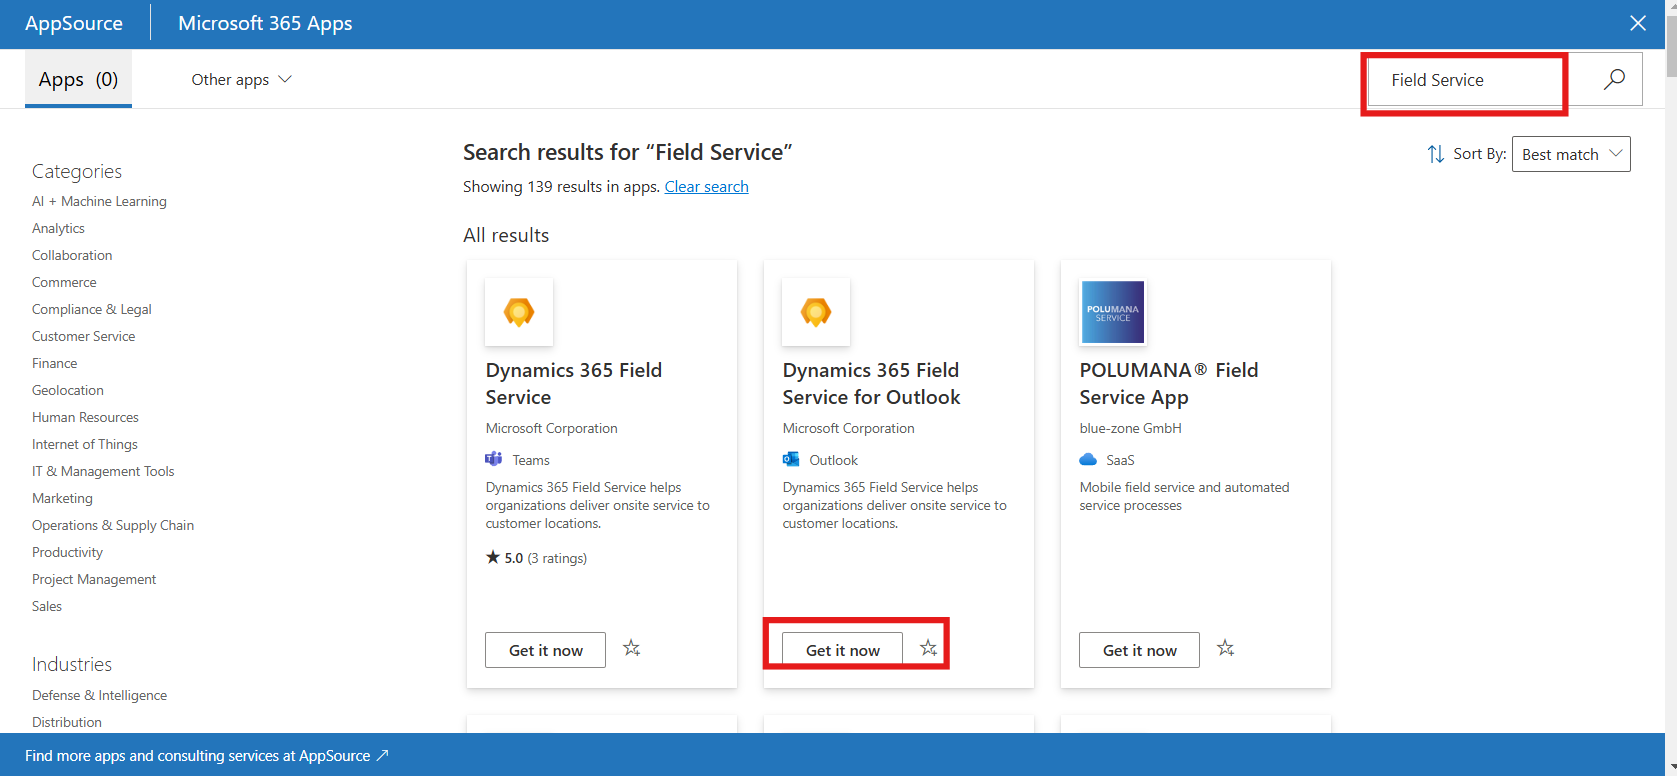 AppSource
Microsoft 365 Apps
Apps (0)
Other apps
Field Service
Categories
AI + Machine Learning
Analytics
Collaboration
Commerce
Compliance & Legal
Customer Service
Finance
Geolocation
Human Resources
Internet of Things
IT & Management Tools
Marketing
Operations & Supply Chain
Productivity
Project Management
Sales
Industries
Defense & Intelligence
Distribution
Search results for “Field Service”
Showing 139 results in apps. Clear search
Sort By: Best match
All results
Dynamics 365 Field
Service
Microsoft Corporation
Teams
Dynamics 365 Field Service helps
organizations deliver onsite service to
customer locations.
5.0 (3 ratings)
Get it now
Dynamics 365 Field
Service for Outlook
Microsoft Corporation
Outlook
Dynamics 365 Field Service helps
organizations deliver onsite service to
customer locations.
Get it now
POLUMANA
SERVICE
POLUMANA® Field
Service App
blue-zone GmbH
SaaS
Mobile field service and automated
service processes
Get it now
Find more apps and consulting services at AppSource